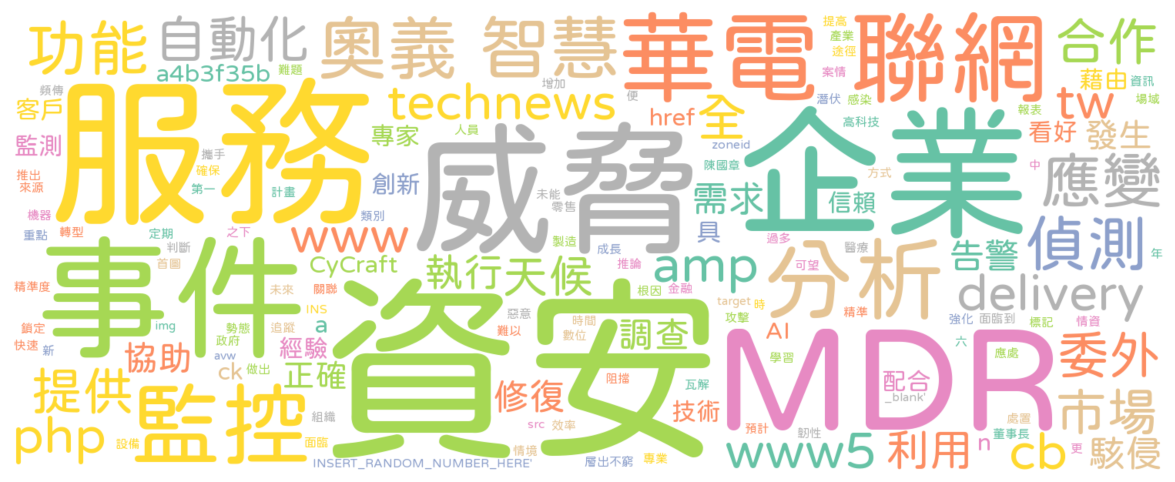 功能
自動化
奧義
智慧
華電
聯網
合作
提高
產業
途徑
a4b3f35b
難題
頻傳
增加
案情
藉由
資訊
客戶
服務
technews
便
href
全
潛伏
感染
tw
場域
報表
監測
專家
人員
高科技
看好
發生
攜手
威脅
zoneid
企業
推出
確保
來源
第一
計畫
創新
未能
陳國章
方式
中
應變
零售
需求
信賴
機器
類別
具
重點
轉型
定期
之下
www
製造
成長
過多
偵測
判斷
事件
CyCraft
執行
天候
推論
amp
分析
醫療
告警
年
首圖
可望
精準度
未來
關聯
根因
金融
delivery
img
追蹤
INS
惡意
時間
target
時
精準
鎖定
勢態
a
難以
數位
調查
攻擊
強化
面臨到
標記
情資
快速
新
政府
資安
AI
六
avw
協助
經驗
學習
MDR
應處
ck
做出
正確
阻擋
瓦解
配合
委外
提供
監控
修復
_blank'
技術
市場
組織
src
效率
預計
韌性
處置
php
設備
面臨
情境
www5
利用
n
董事長
更
INSERT_RANDOM_NUMBER_HERE'
層出不窮
專業
cb
駭侵